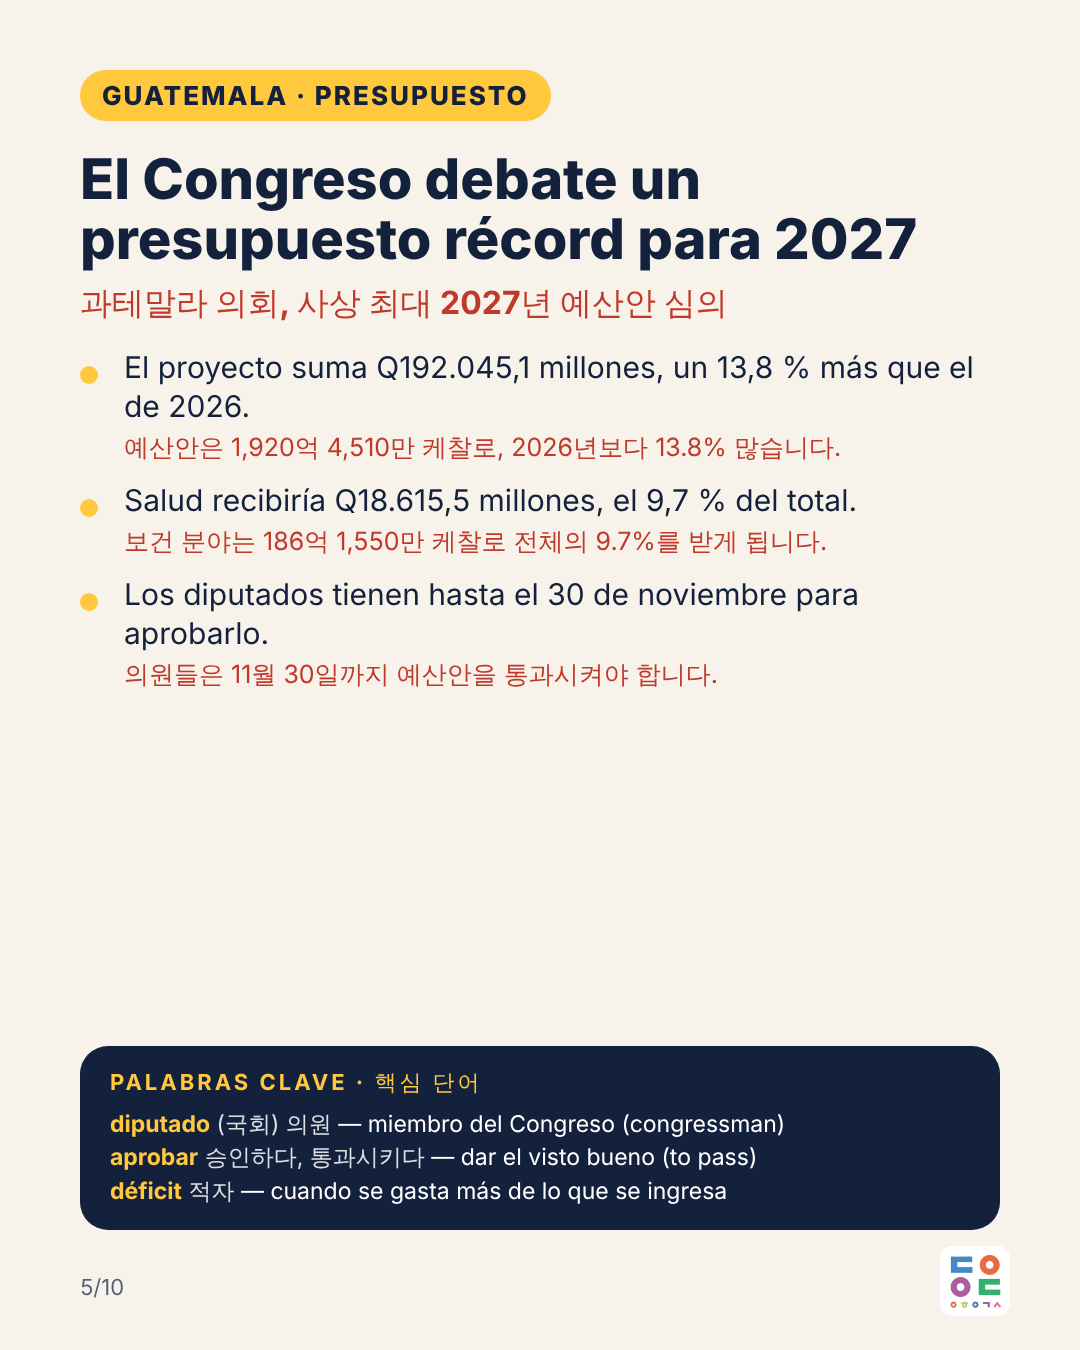 GUATEMALA · PRESUPUESTO
El Congreso debate un
presupuesto récord para 2027
과테말라 의회, 사상 최대 2027년 예산안 심의
El proyecto suma Q192.045,1 millones, un 13,8 % más que el
de 2026.
예산안은 1,920억 4,510만 케찰로, 2026년보다 13.8% 많습니다.
Salud recibiría Q18.615,5 millones, el 9,7 % del total.
보건 분야는 186억 1,550만 케찰로 전체의 9.7%를 받게 됩니다.
Los diputados tienen hasta el 30 de noviembre para
aprobarlo.
의원들은 11월 30일까지 예산안을 통과시켜야 합니다.
PALABRAS CLAVE · 핵심 단어
diputado (국회) 의원 — miembro del Congreso (congressman)
aprobar 승인하다, 통과시키다 — dar el visto bueno (to pass)
déficit 적자 — cuando se gasta más de lo que se ingresa
5/10